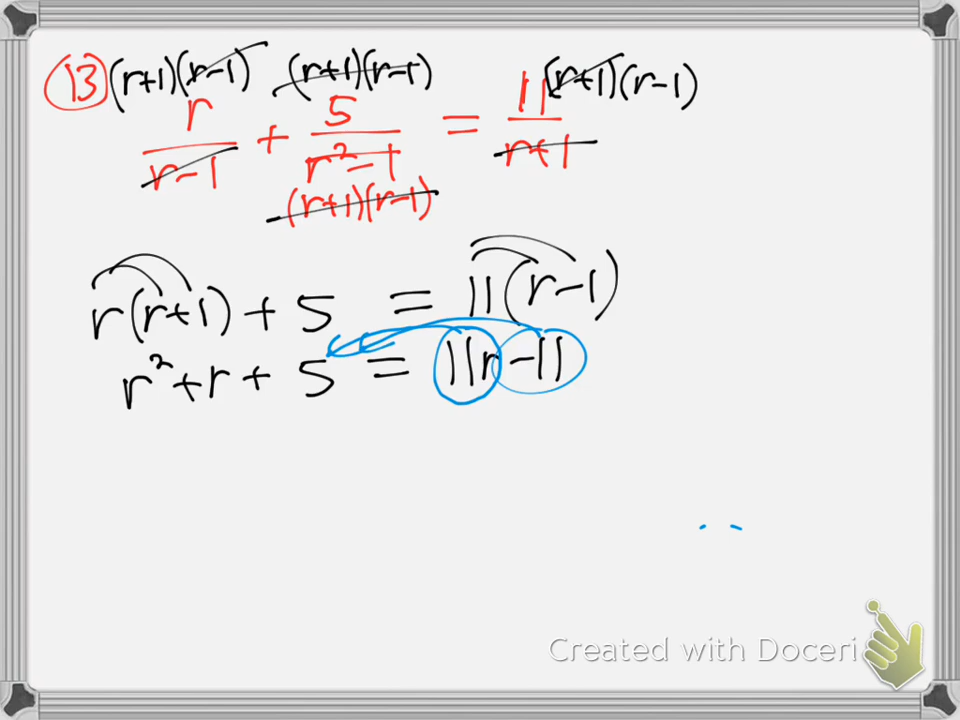 (13) (r+1)(r-1) (r+1)(r-1) (r+1)(r-1)
r/r-1 + 5/r²-1 = 11/r+1
(r+1)(r-1)
r(r+1) + 5 = 11(r-1)
r² + r + 5 = 11r - 11
Created with Doceri